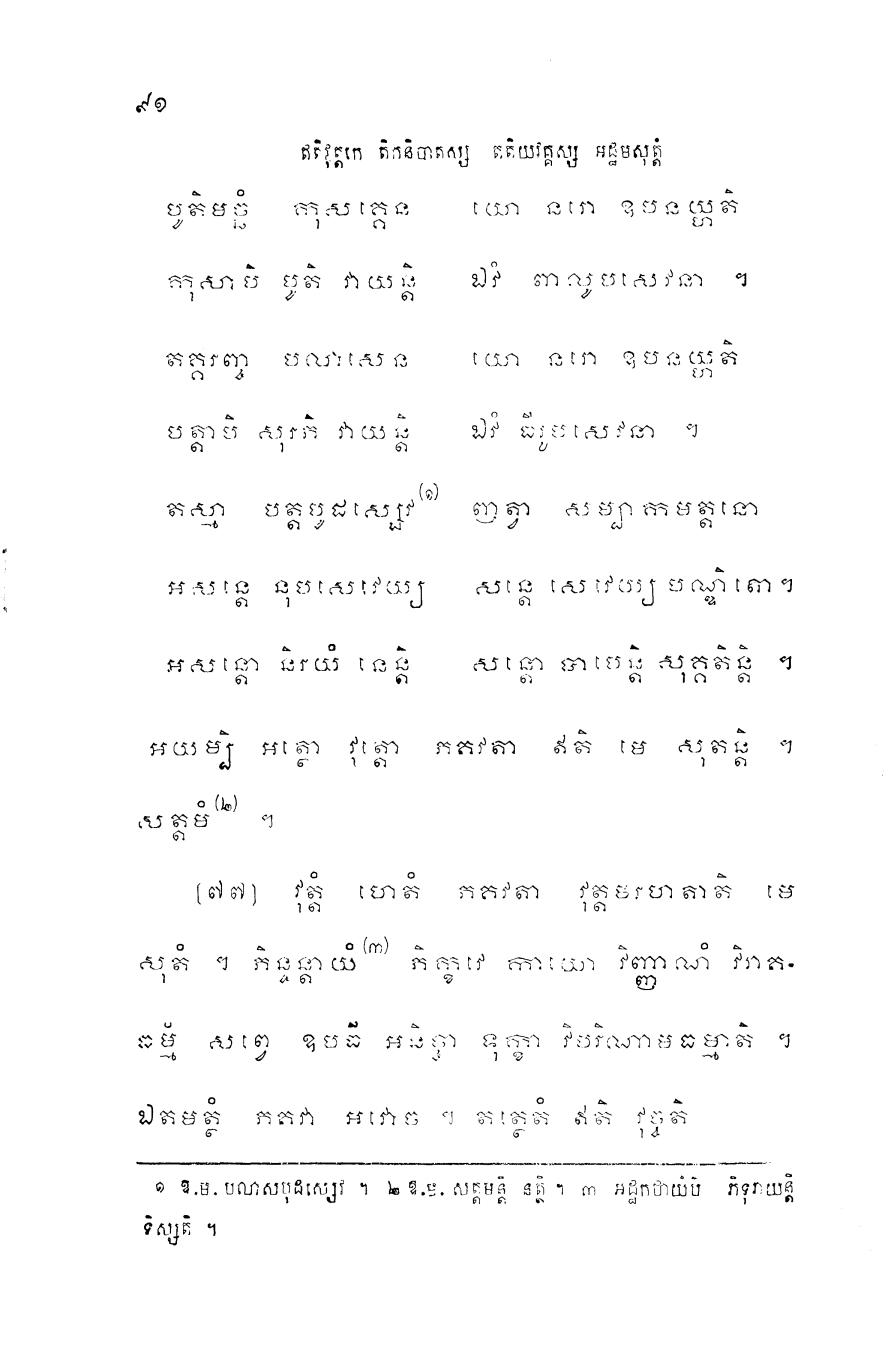 ៩១
ឥតិវុត្តកេ តិកនិបាតស្ស តតិយវគ្គស្ស អដ្ឋមសុត្តំ
បូតិមច្ឆំ កុសគ្គេន យោ នរោ ឧបនយ្ហតិ
កុសាបិ បូតិ វាយន្តិ ឯវំ ពាលូបសេវនា ។
តគ្គរញ្ច បលាសេន យោ នរោ ឧបនយ្ហតិ
បត្តាបិ សុរភិ វាយន្តិ ឯវំ ធីរូបសេវនា ។
តស្មា បត្តបូដស្សេវ(១) ញត្វា សម្បាកមត្តនោ
អសន្តេ នុបសេវេយ្យ សន្តេ សេវេយ្យ បណ្ឌិតោ។
អសន្តោ និរយំ នេន្តិ សន្តោ បាបេន្តិ សុគ្គតិន្តិ ។
អយម្បិ អត្ថោ វុត្តោ ភគវតា ឥតិ មេ សុតន្តិ ។
សត្តមំ(២) ។
[៧៧] វុត្តំ ហេតំ ភគវតា វុត្តមរហតាតិ មេ
សុតំ ។ ភិន្ទន្តាយំ(៣) ភិក្ខវេ កាយោ វិញ្ញាណំ វិរាគ-
ធម្មំ សព្វេ ឧបធី អនិច្ចា ទុក្ខា វិបរិណាមធម្មាតិ ។
ឯតមត្ថំ ភគវា អវោច ។ តត្ថេតំ ឥតិ វុច្ចតិ
១ ឱ.ម. បលាសបុដស្សេវ ។ ២ ឱ.ម. សត្តមន្តិ នត្ថិ ។ ៣ អដ្ឋកថាយំបិ ភិទុរាយន្តិ
ទិស្សតិ ។